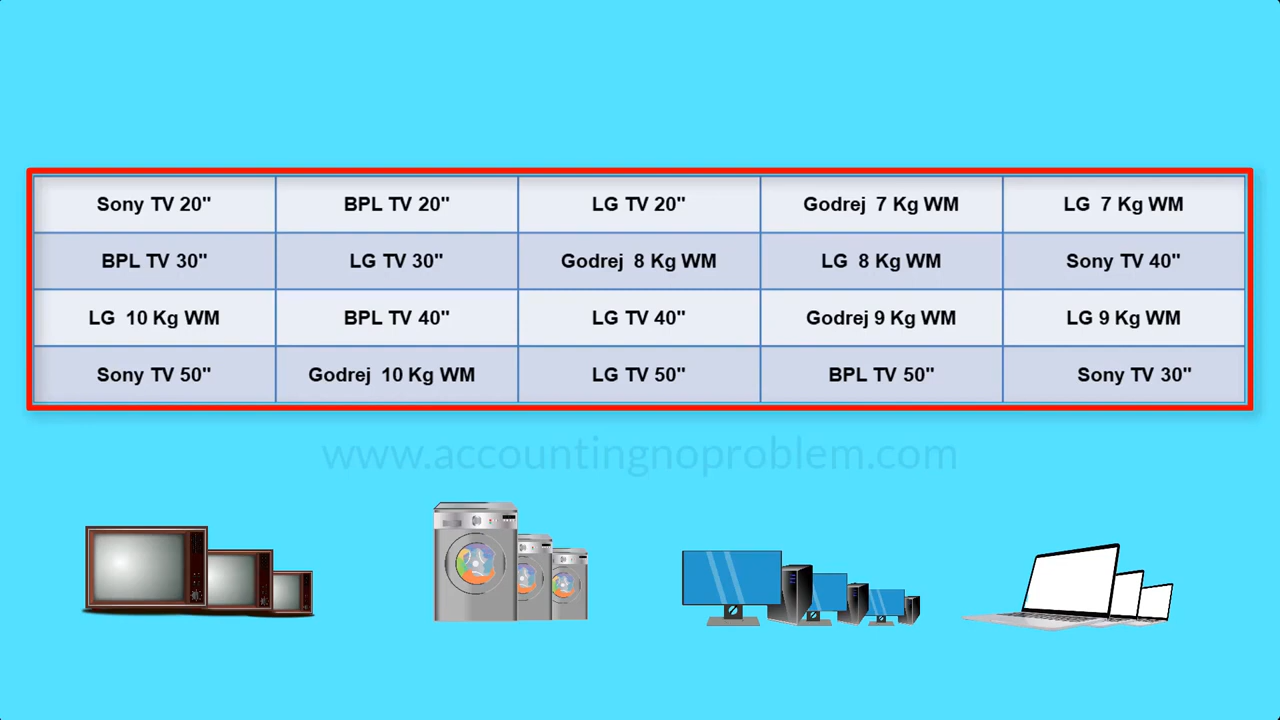 Sony TV 20" BPL TV 20" LG TV 20" Godrej 7 Kg WM LG 7 Kg WM
BPL TV 30" LG TV 30" Godrej 8 Kg WM LG 8 Kg WM Sony TV 40"
LG 10 Kg WM BPL TV 40" LG TV 40" Godrej 9 Kg WM LG 9 Kg WM
Sony TV 50" Godrej 10 Kg WM LG TV 50" BPL TV 50" Sony TV 30"
www.accountingnoproblem.com